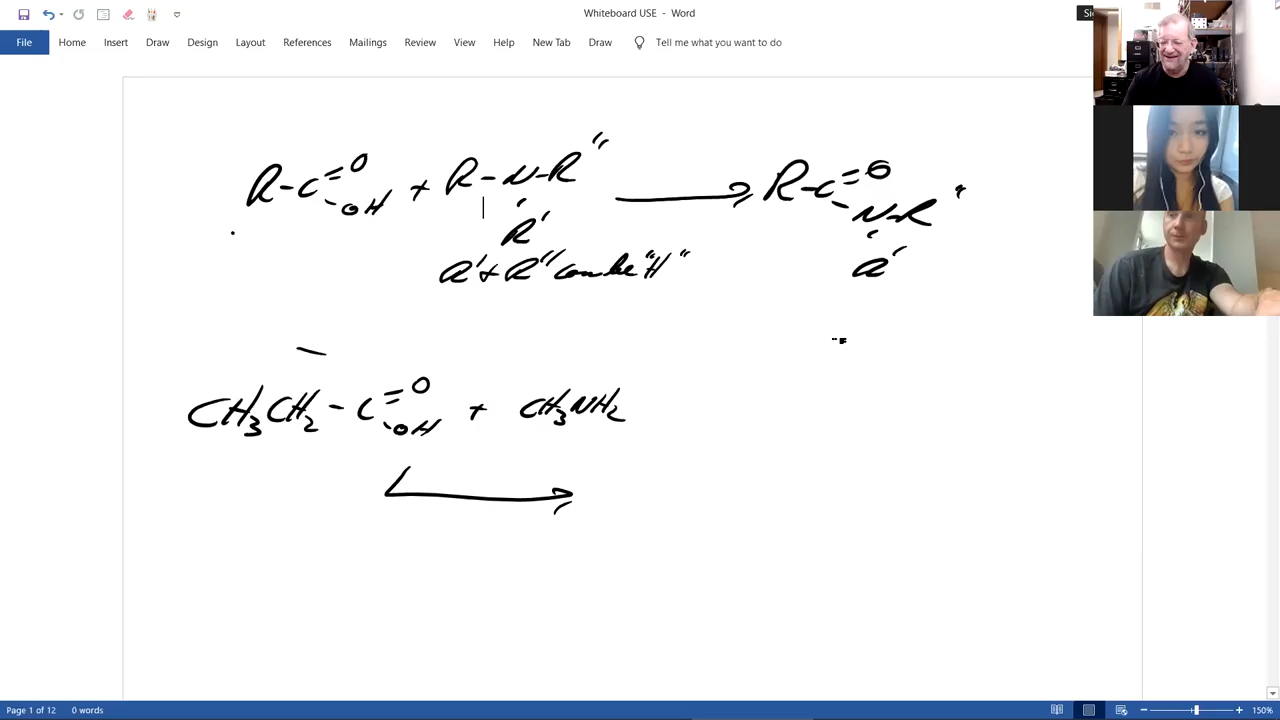 Whiteboard USE - Word
File Home Insert Draw Design Layout References Mailings Review View Help New Tab Draw Tell me what you want to do
R-C=O-OH + R-N-R" → R-C=O
R' N-R"
R'+R" can be "H" R'
CH3CH2-C=O-OH + CH3NH2
→
Page 1 of 12 0 words 150%